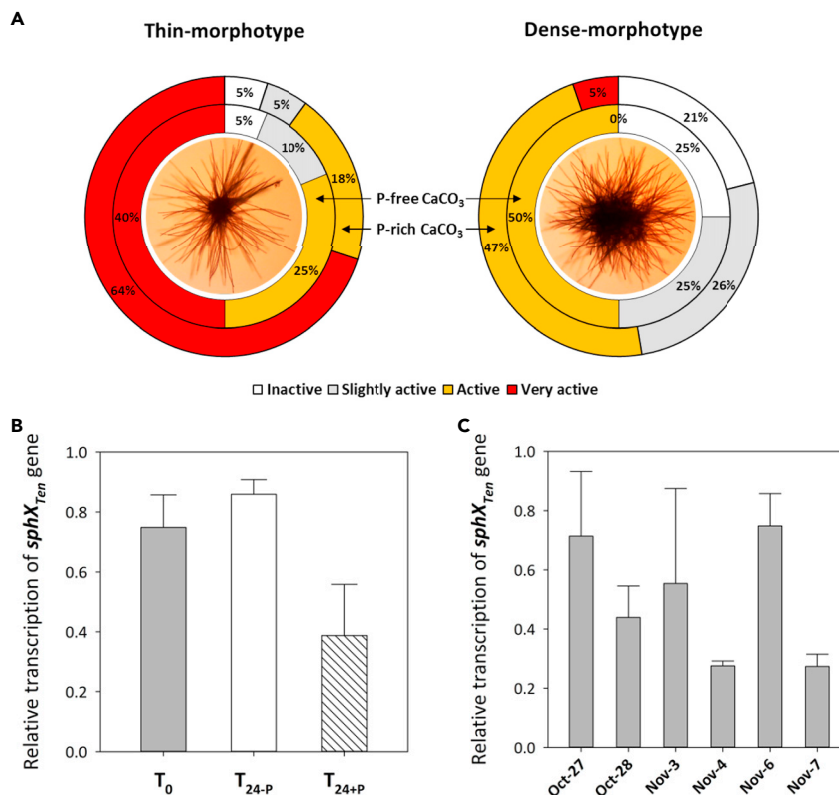 A
Thin-morphotype
Dense-morphotype
5%
5%
5%
10%
18%
25%
40%
64%
P-free CaCO₃
P-rich CaCO₃
5%
0%
21%
25%
50%
47%
25%
26%
Inactive Slightly active Active Very active
B
Relative transcription of sphX_Ten gene
1.0
0.8
0.6
0.4
0.2
0.0
T₀ T₂₄₋P T₂₄₊P
C
Relative transcription of sphX_Ten gene
1.0
0.8
0.6
0.4
0.2
0.0
Oct-27 Oct-28 Nov-3 Nov-4 Nov-6 Nov-7